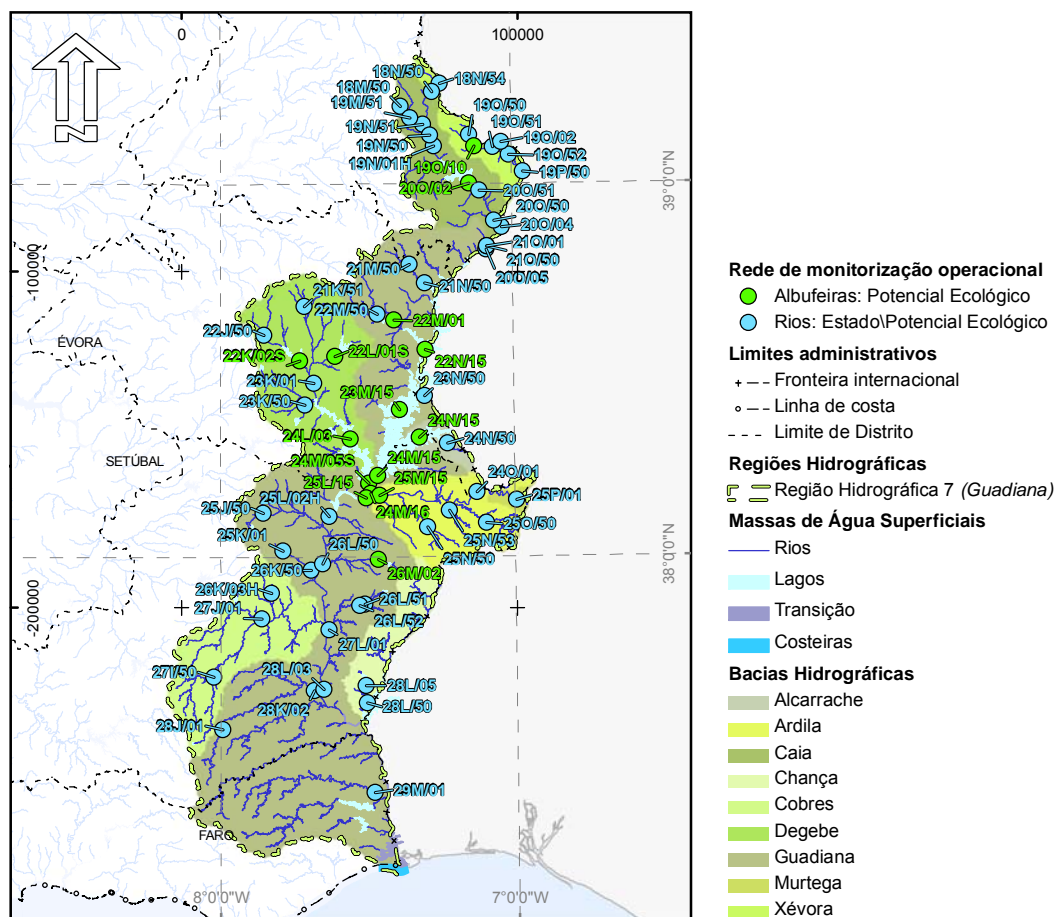 0
100000
18N/50
18N/54
18M/50
19M/51
19O/50
19O/51
19O/02
19N/51
19N/50
19O/52
19N/01H
19O/10
19P/50
20O/02
20O/51
39°0'0"N
20O/50
20O/04
21O/01
21O/50
20O/05
-100000
21M/50
21N/50
21K/51
22M/50
22M/01
22J/50
ÉVORA
22L/01S
22K/02S
22N/15
23K/01
23M/15
23N/50
23K/50
24N/15
24L/03
24N/50
24M/05S
24M/15
SETÚBAL
25L/15
25M/15
24O/01
25L/02H
25P/01
25J/50
24M/16
25O/50
25N/53
25K/01
26L/50
25N/50
38°0'0"N
26K/50
26M/02
26K/03H
26L/51
27J/01
26L/52
-200000
27L/01
27I/50
28L/03
28L/05
28K/02
28L/50
28J/01
29M/01
FARO
8°0'0"W
7°0'0"W
N
Rede de monitorização operacional
Albufeiras: Potencial Ecológico
Rios: Estado\Potencial Ecológico
Limites administrativos
Fronteira internacional
Linha de costa
Limite de Distrito
Regiões Hidrográficas
Região Hidrográfica 7 (Guadiana)
Massas de Água Superficiais
Rios
Lagos
Transição
Costeiras
Bacias Hidrográficas
Alcarrache
Ardila
Caia
Chança
Cobres
Degebe
Guadiana
Murtega
Xévora